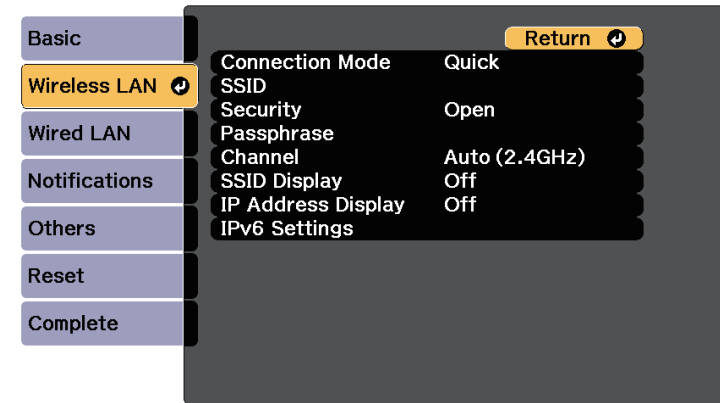 Basic
Wireless LAN
Wired LAN
Notifications
Others
Reset
Complete
Return
Connection Mode Quick
SSID
Security Open
Passphrase
Channel Auto (2.4GHz)
SSID Display Off
IP Address Display Off
IPv6 Settings